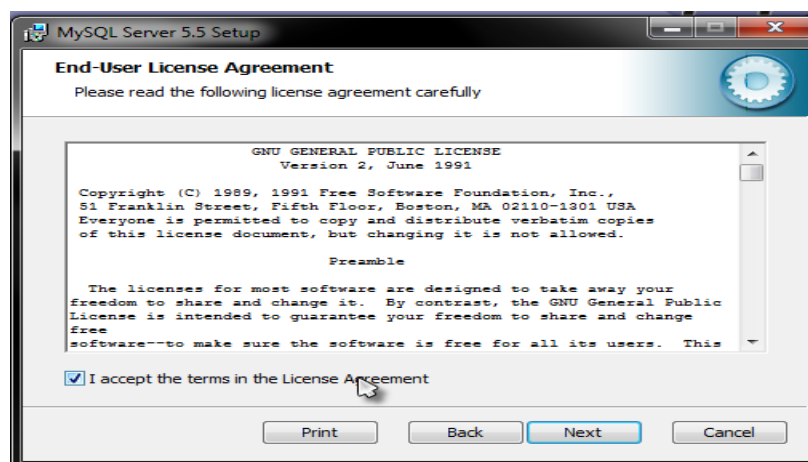 MySQL Server 5.5 Setup
End-User License Agreement
Please read the following license agreement carefully
GNU GENERAL PUBLIC LICENSE
Version 2, June 1991
Copyright (C) 1989, 1991 Free Software Foundation, Inc.,
51 Franklin Street, Fifth Floor, Boston, MA 02110-1301 USA
Everyone is permitted to copy and distribute verbatim copies
of this license document, but changing it is not allowed.
Preamble
The licenses for most software are designed to take away your
freedom to share and change it.  By contrast, the GNU General Public
License is intended to guarantee your freedom to share and change
free
software--to make sure the software is free for all its users.  This
I accept the terms in the License Agreement
Print Back Next Cancel